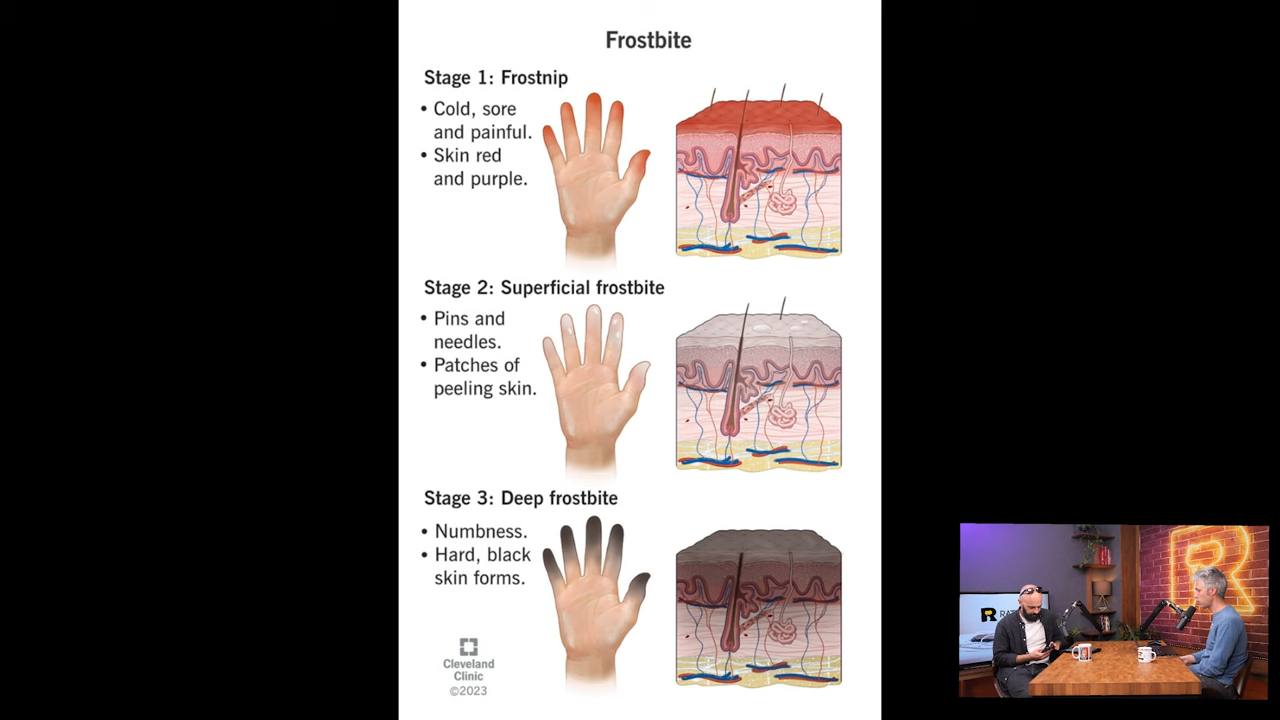 Frostbite
Stage 1: Frostnip
• Cold, sore
and painful.
• Skin red
and purple.
Stage 2: Superficial frostbite
• Pins and
needles.
• Patches of
peeling skin.
Stage 3: Deep frostbite
• Numbness.
• Hard, black
skin forms.
Cleveland
Clinic
©2023
R